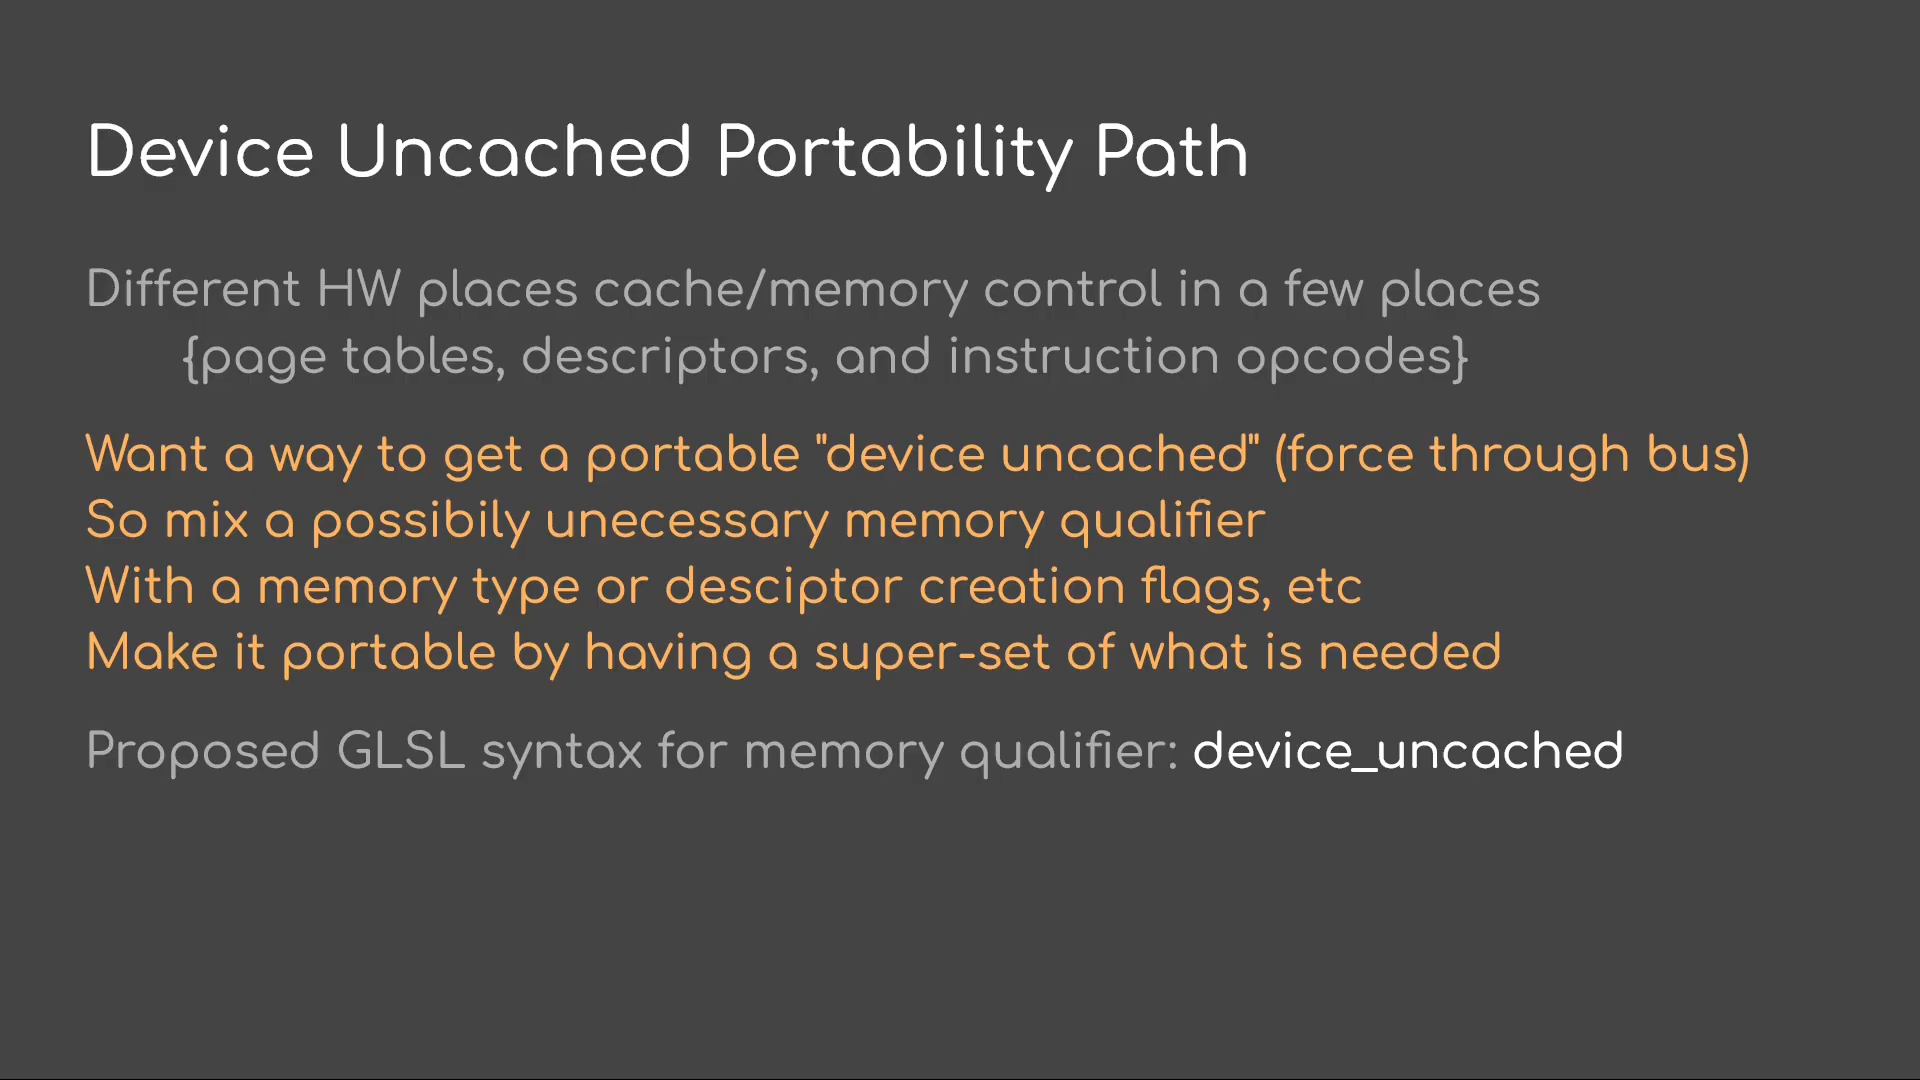 Device Uncached Portability Path
Different HW places cache/memory control in a few places
{page tables, descriptors, and instruction opcodes}
Want a way to get a portable "device uncached" (force through bus)
So mix a possibily unecessary memory qualifier
With a memory type or desciptor creation flags, etc
Make it portable by having a super-set of what is needed
Proposed GLSL syntax for memory qualifier: device_uncached